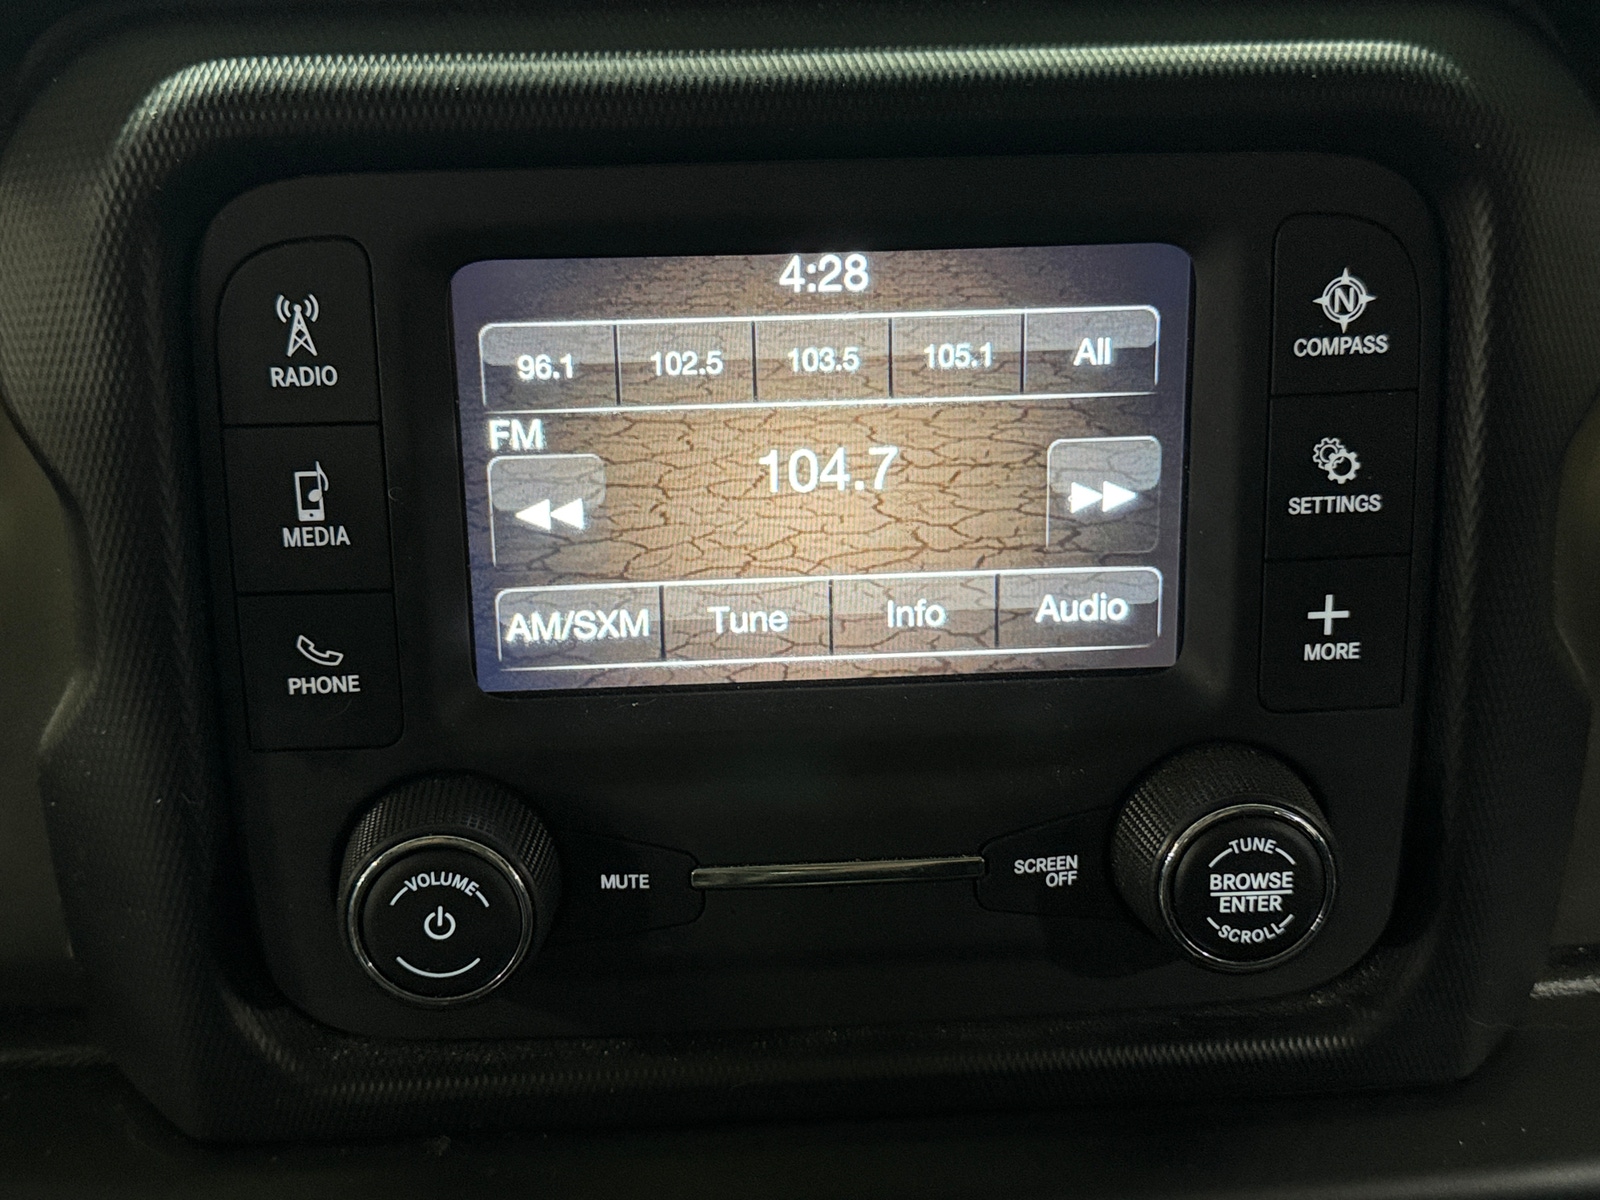 4:28
96.1 102.5 103.5 105.1 All
FM
104.7
AM/SXM Tune Info Audio
RADIO
MEDIA
PHONE
N
COMPASS
SETTINGS
MORE
VOLUME
MUTE
SCREEN
OFF
TUNE
BROWSE
ENTER
SCROLL